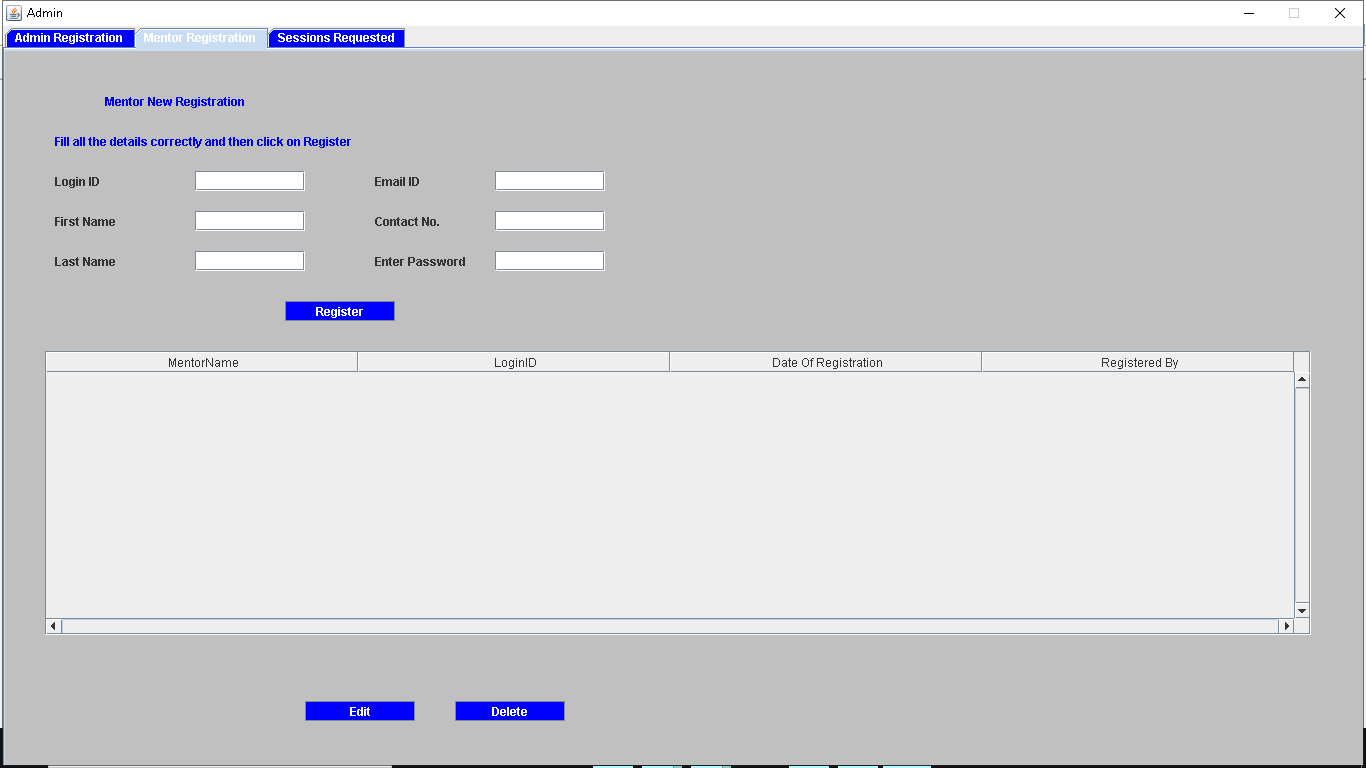 Admin
Admin Registration Mentor Registration Sessions Requested
Mentor New Registration
Fill all the details correctly and then click on Register
Login ID Email ID
First Name Contact No.
Last Name Enter Password
Register
MentorName LoginID Date Of Registration Registered By
Edit Delete